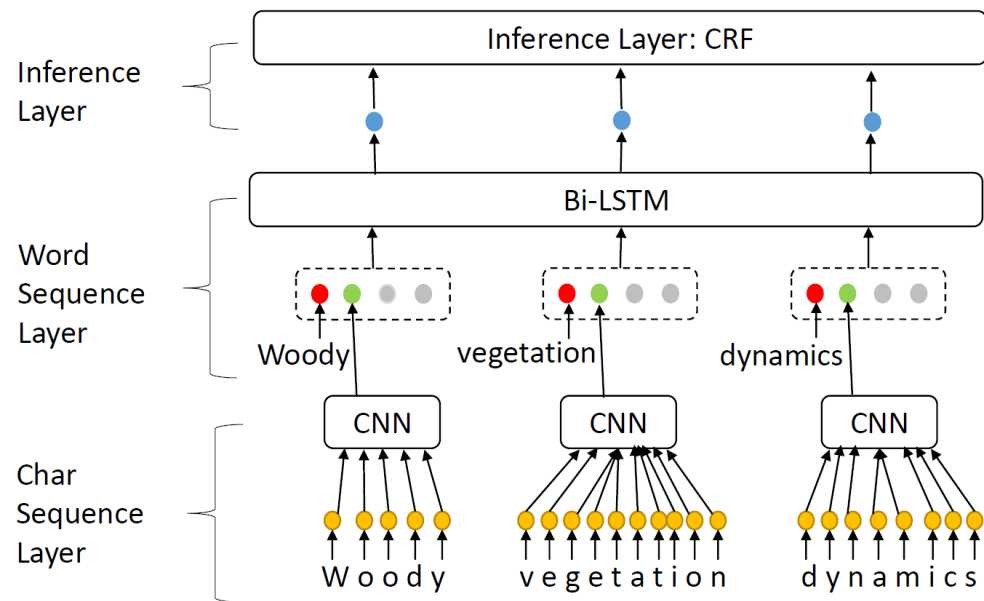 Inference Layer: CRF
Inference
Layer
Bi-LSTM
Word
Sequence
Layer
Woody
vegetation
dynamics
CNN
CNN
CNN
Char
Sequence
Layer
W o o d y
v e g e t a t i o n
d y n a m i c s